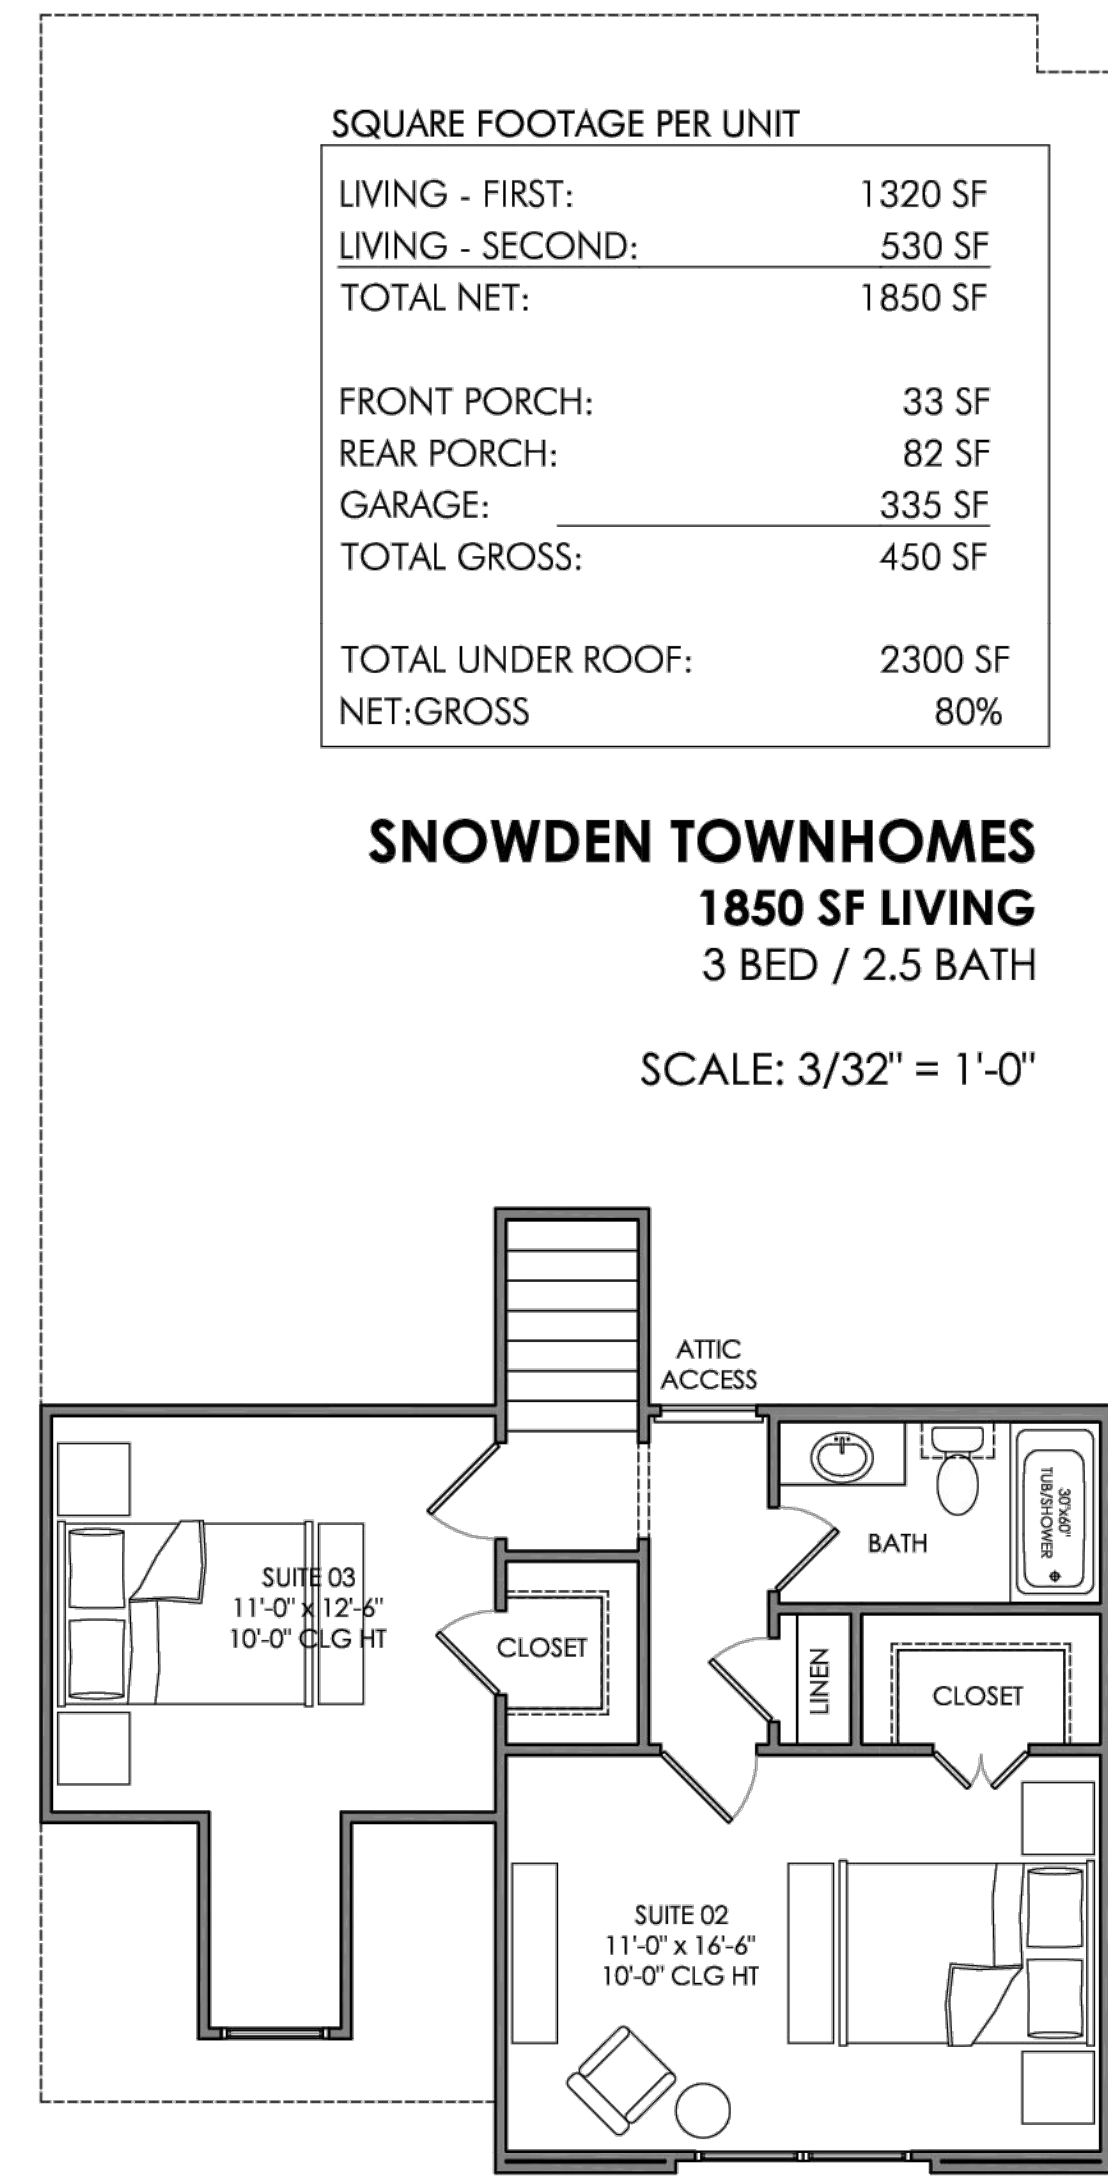 SQUARE FOOTAGE PER UNIT
LIVING - FIRST: 1320 SF
LIVING - SECOND: 530 SF
TOTAL NET: 1850 SF
FRONT PORCH: 33 SF
REAR PORCH: 82 SF
GARAGE: 335 SF
TOTAL GROSS: 450 SF
TOTAL UNDER ROOF: 2300 SF
NET:GROSS 80%
SNOWDEN TOWNHOMES
1850 SF LIVING
3 BED / 2.5 BATH
SCALE: 3/32" = 1'-0"
ATTIC
ACCESS
30"x60"
TUB/SHOWER
BATH
SUITE 03
11'-0" x 12'-6"
10'-0" CLG HT
CLOSET
LINEN
CLOSET
SUITE 02
11'-0" x 16'-6"
10'-0" CLG HT